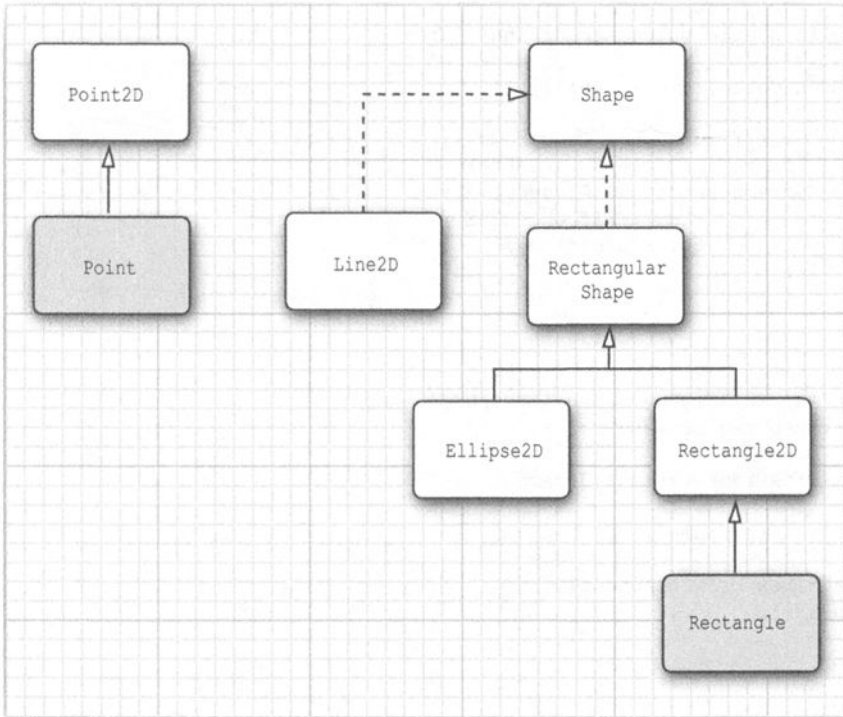 Point2D
Shape
Point
Line2D
Rectangular
Shape
Ellipse2D
Rectangle2D
Rectangle